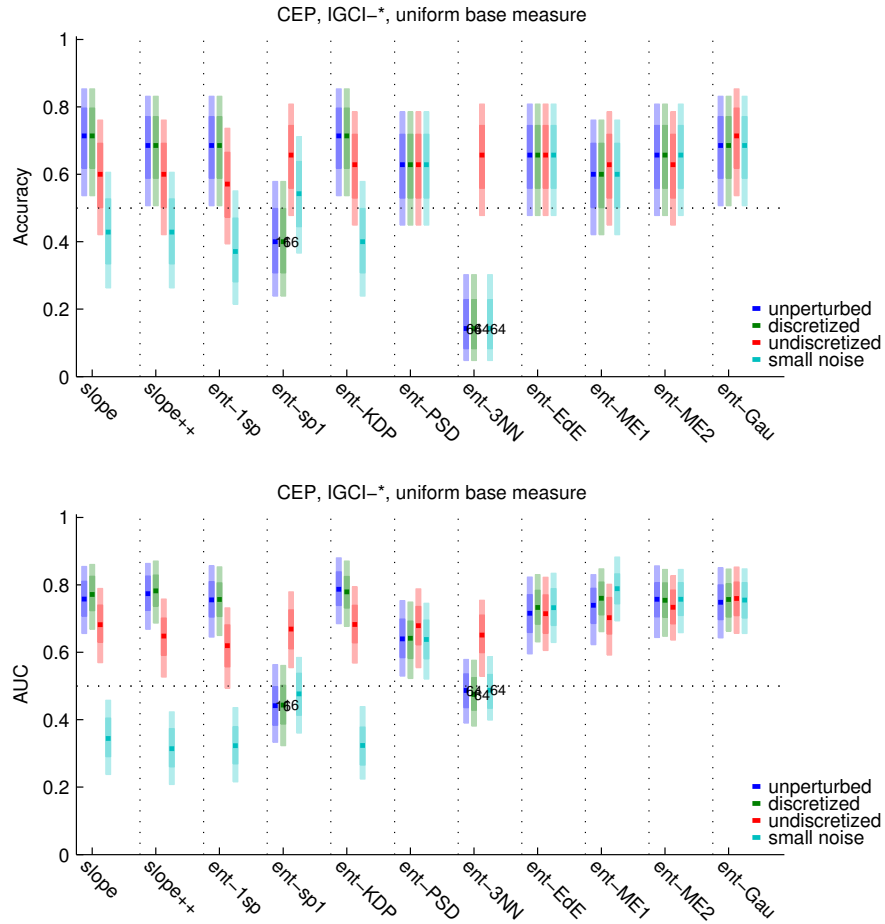 CEP, IGCI−*, uniform base measure
1
0.8
0.6
0.4
0.2
0
Accuracy
166
64
64
64
unperturbed
discretized
undiscretized
small noise
slope
slope++
ent−1sp
ent−sp1
ent−KDP
ent−PSD
ent−3NN
ent−EdE
ent−ME1
ent−ME2
ent−Gau
CEP, IGCI−*, uniform base measure
1
0.8
0.6
0.4
0.2
0
AUC
166
64
64
64
unperturbed
discretized
undiscretized
small noise
slope
slope++
ent−1sp
ent−sp1
ent−KDP
ent−PSD
ent−3NN
ent−EdE
ent−ME1
ent−ME2
ent−Gau